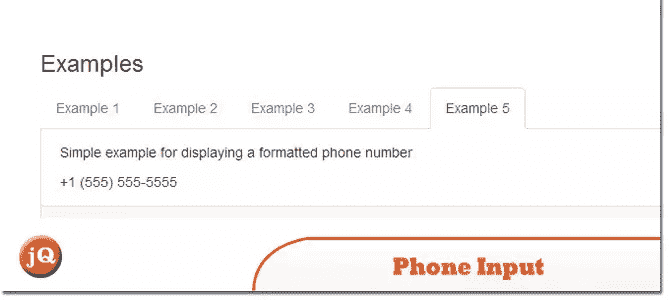 Examples
Example 1 Example 2 Example 3 Example 4 Example 5
Simple example for displaying a formatted phone number
+1 (555) 555-5555
jQ
Phone Input